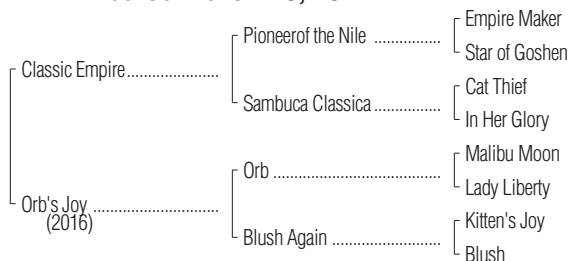 Empire Maker
Pioneerof the Nile
Star of Goshen
Classic Empire
Cat Thief
Sambuca Classica
In Her Glory
Malibu Moon
Orb
Lady Liberty
Orb's Joy
(2016)
Kitten's Joy
Blush Again
Blush